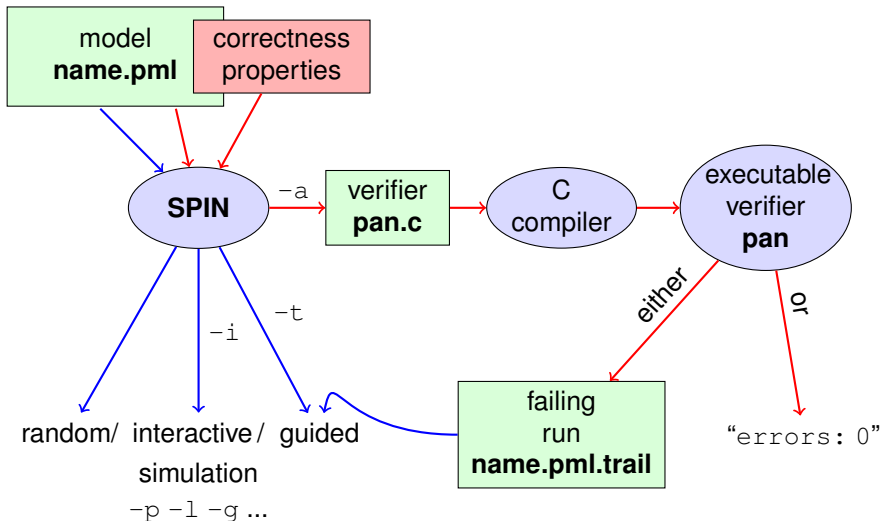 model
name.pml
correctness
properties
SPIN
-a
verifier
pan.c
C
compiler
executable
verifier
pan
either
or
-i
-t
random/ interactive / guided
simulation
-p -l -g ...
failing
run
name.pml.trail
“errors: 0”